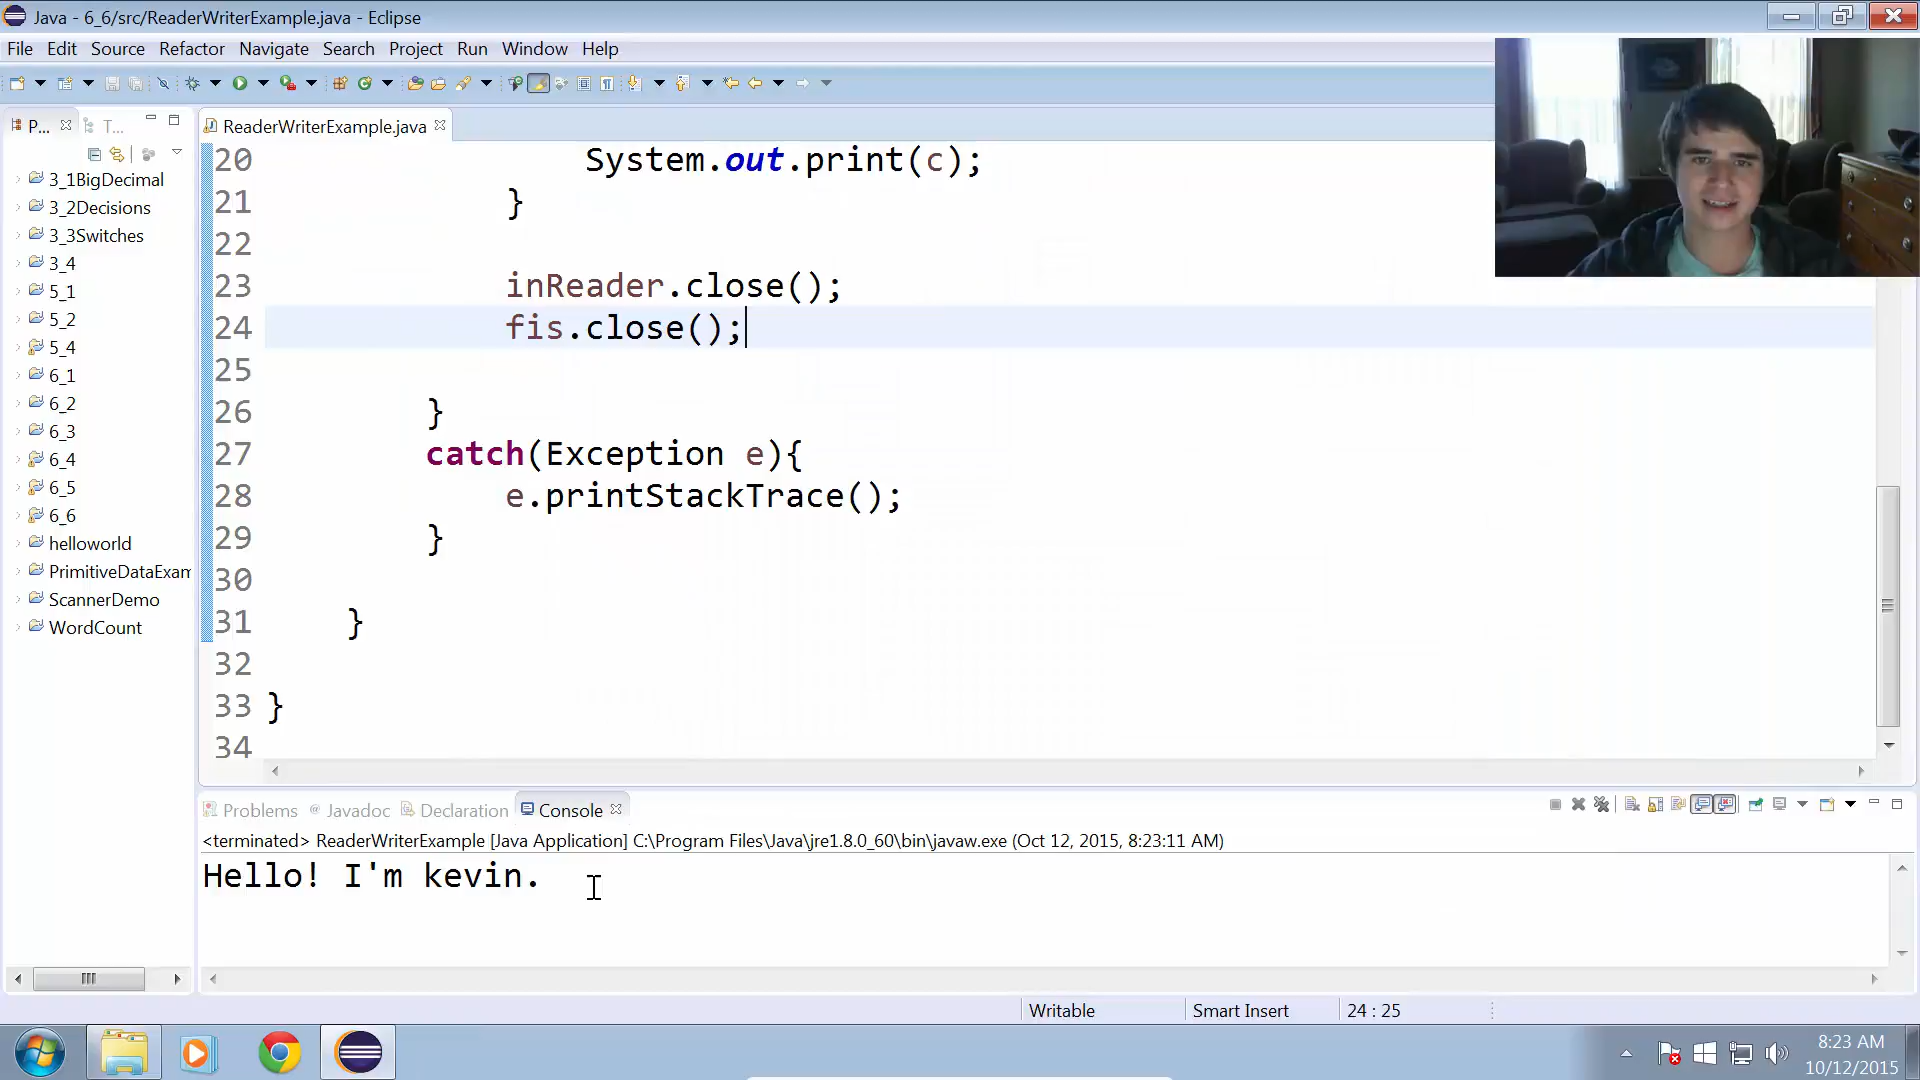 Java - 6_6/src/ReaderWriterExample.java - Eclipse
File Edit Source Refactor Navigate Search Project Run Window Help
P... T...
ReaderWriterExample.java
3_1BigDecimal
3_2Decisions
3_3Switches
3_4
5_1
5_2
5_4
6_1
6_2
6_3
6_4
6_5
6_6
helloworld
PrimitiveDataExam
ScannerDemo
WordCount
20 System.out.print(c);
21 }
22
23 inReader.close();
24 fis.close();
25
26 }
27 catch(Exception e){
28 e.printStackTrace();
29 }
30
31 }
32
33 }
34
Problems @ Javadoc Declaration Console
<terminated> ReaderWriterExample [Java Application] C:\Program Files\Java\jre1.8.0_60\bin\javaw.exe (Oct 12, 2015, 8:23:11 AM)
Hello! I'm kevin.
Writable Smart Insert 24 : 25
8:23 AM
10/12/2015